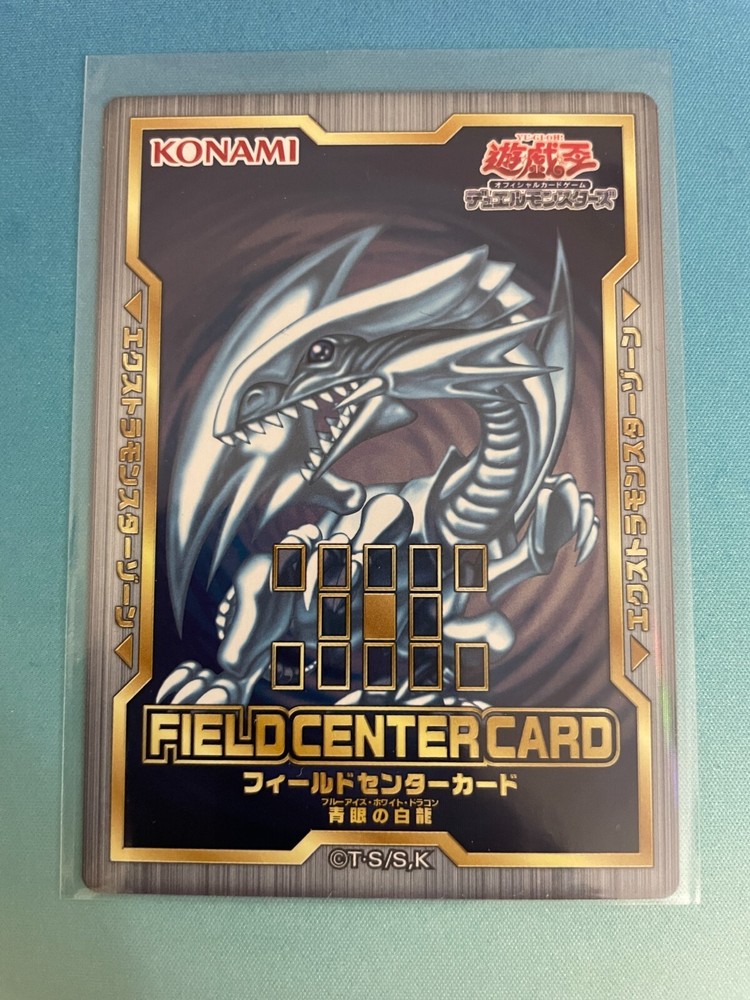 KONAMI
YU-GI-OH!
遊戯王
オフィシャルカードゲーム
デュエルモンスターズ
エクストラモンスターゾーン
エクストラモンスターゾーン
FIELD CENTER CARD
フィールドセンターカード
ブルーアイズ・ホワイト・ドラゴン
青眼の白龍
©T・S/S,K